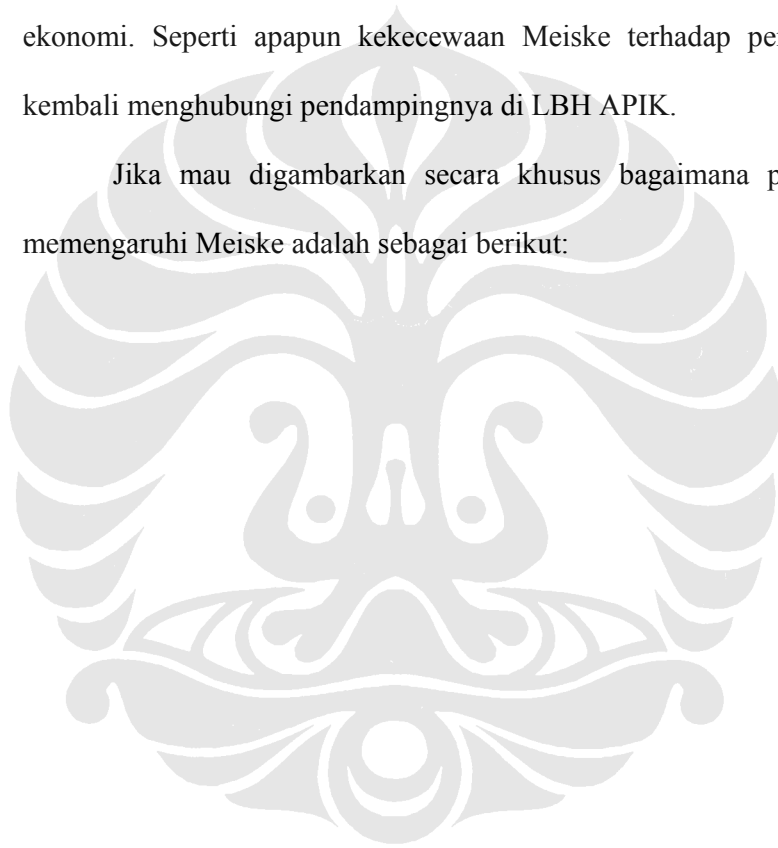 ekonomi. Seperti apapun kekecewaan Meiske terhadap
kembali menghubungi pendampingnya di LBH APIK.
Jika mau digambarkan secara khusus bagaimana
memengaruhi Meiske adalah sebagai berikut: